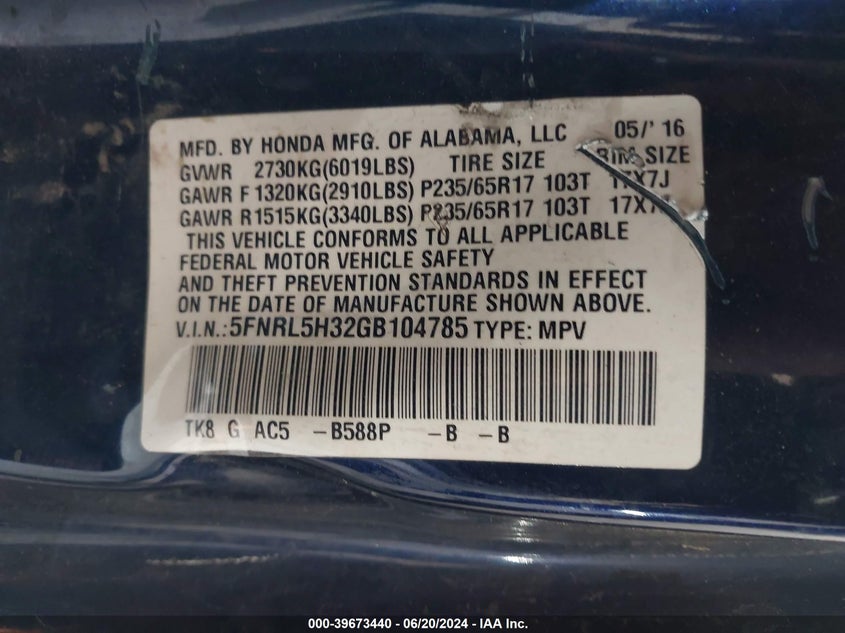 MFD. BY HONDA MFG. OF ALABAMA, LLC 05/' 16
GVWR 2730KG(6019LBS) TIRE SIZE RIM SIZE
GAWR F 1320KG(2910LBS) P235/65R17 103T 17X7J
GAWR R1515KG(3340LBS) P235/65R17 103T
THIS VEHICLE CONFORMS TO ALL APPLICABLE
FEDERAL MOTOR VEHICLE SAFETY
AND THEFT PREVENTION STANDARDS IN EFFECT
ON THE DATE OF MANUFACTURE SHOWN ABOVE.
V.I.N.: 5FNRL5H32GB104785 TYPE: MPV
TK8 G AC5 -B588P -B -B
000-39673440 - 06/20/2024 - IAA Inc.